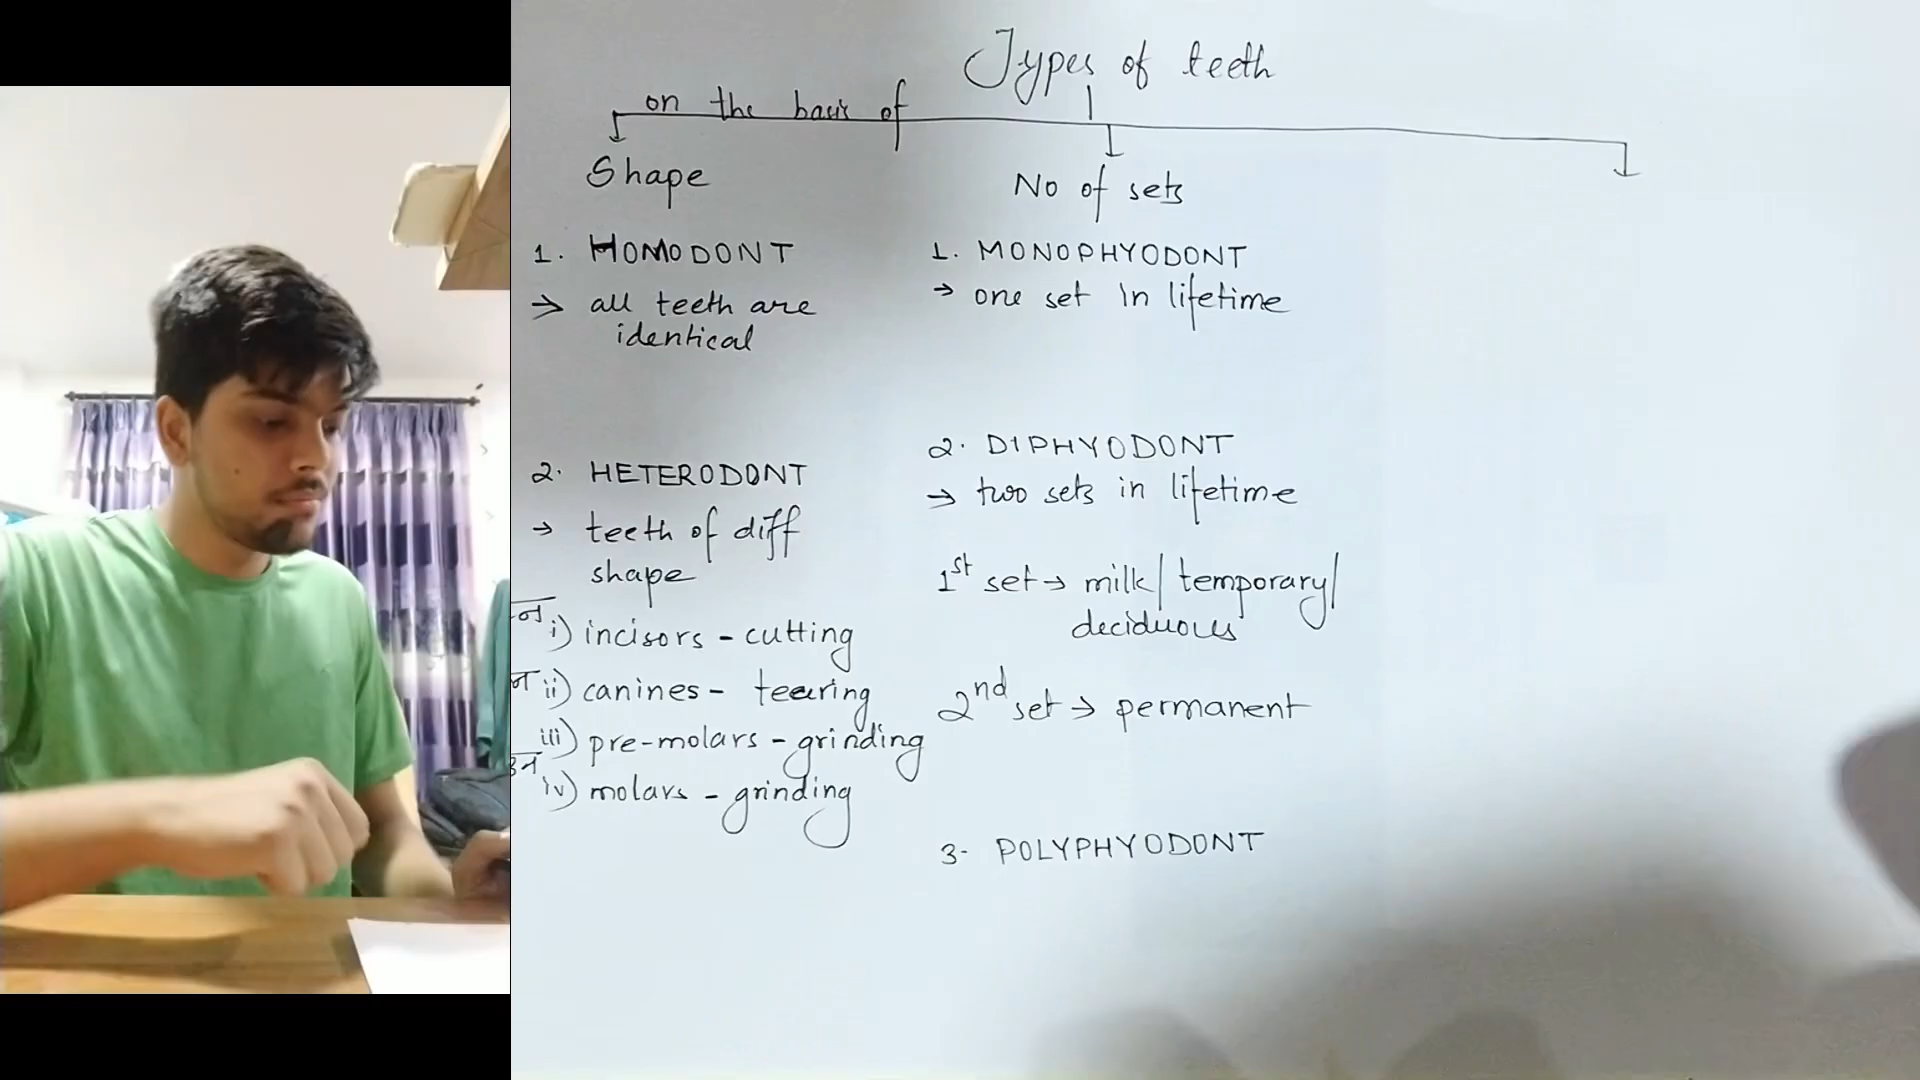 Types of teeth
on the basis of
Shape
1. HOMODONT
→ all teeth are
identical
2. HETERODONT
→ teeth of diff
shape
i) incisors - cutting
ii) canines - tearing
iii) pre-molars - grinding
iv) molars - grinding
No of sets
1. MONOPHYODONT
→ one set in lifetime
2. DIPHYODONT
→ two sets in lifetime
1st set → milk/temporary/
deciduous
2nd set → permanent
3- POLYPHYODONT